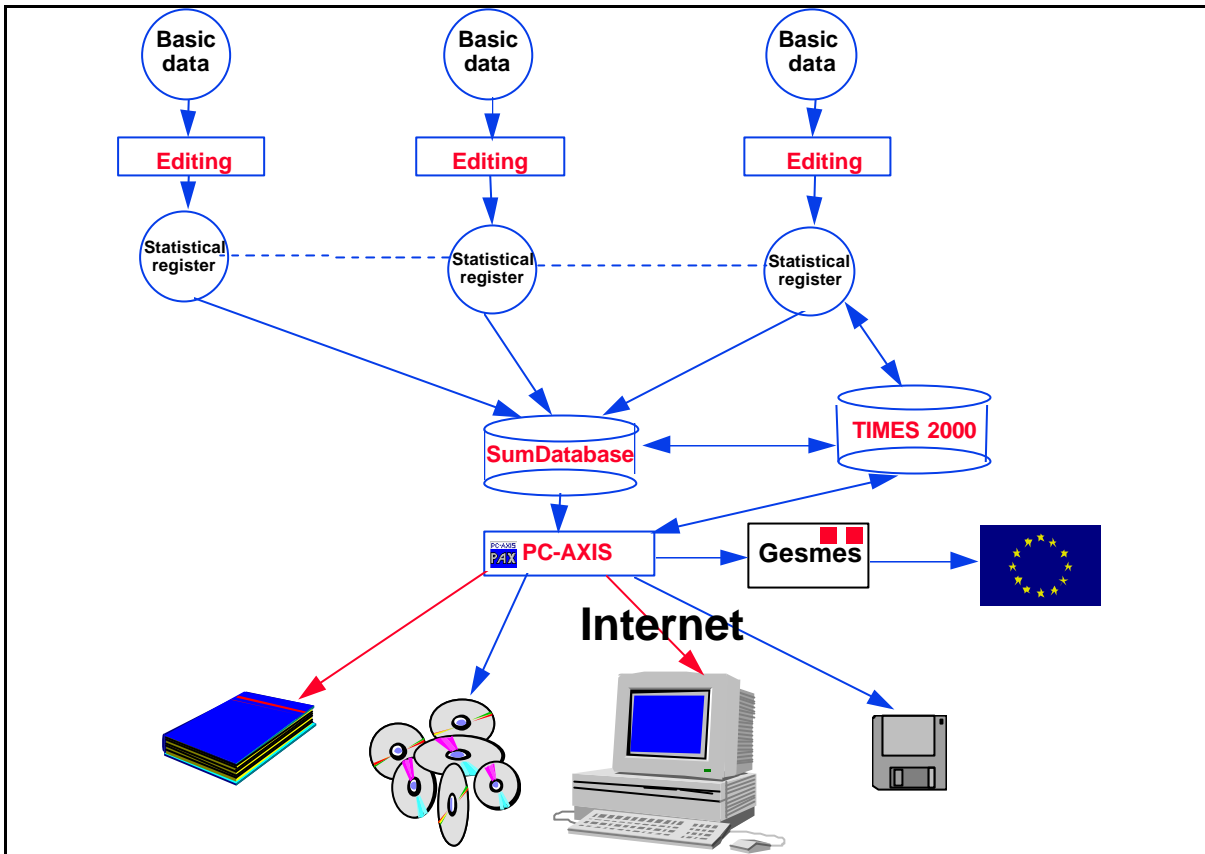 Basic
data
Basic
data
Basic
data
Editing
Editing
Editing
Statistical
register
Statistical
register
Statistical
register
TIMES 2000
SumDatabase
PC-AXIS
PAX
PC-AXIS
Gesmes
Internet